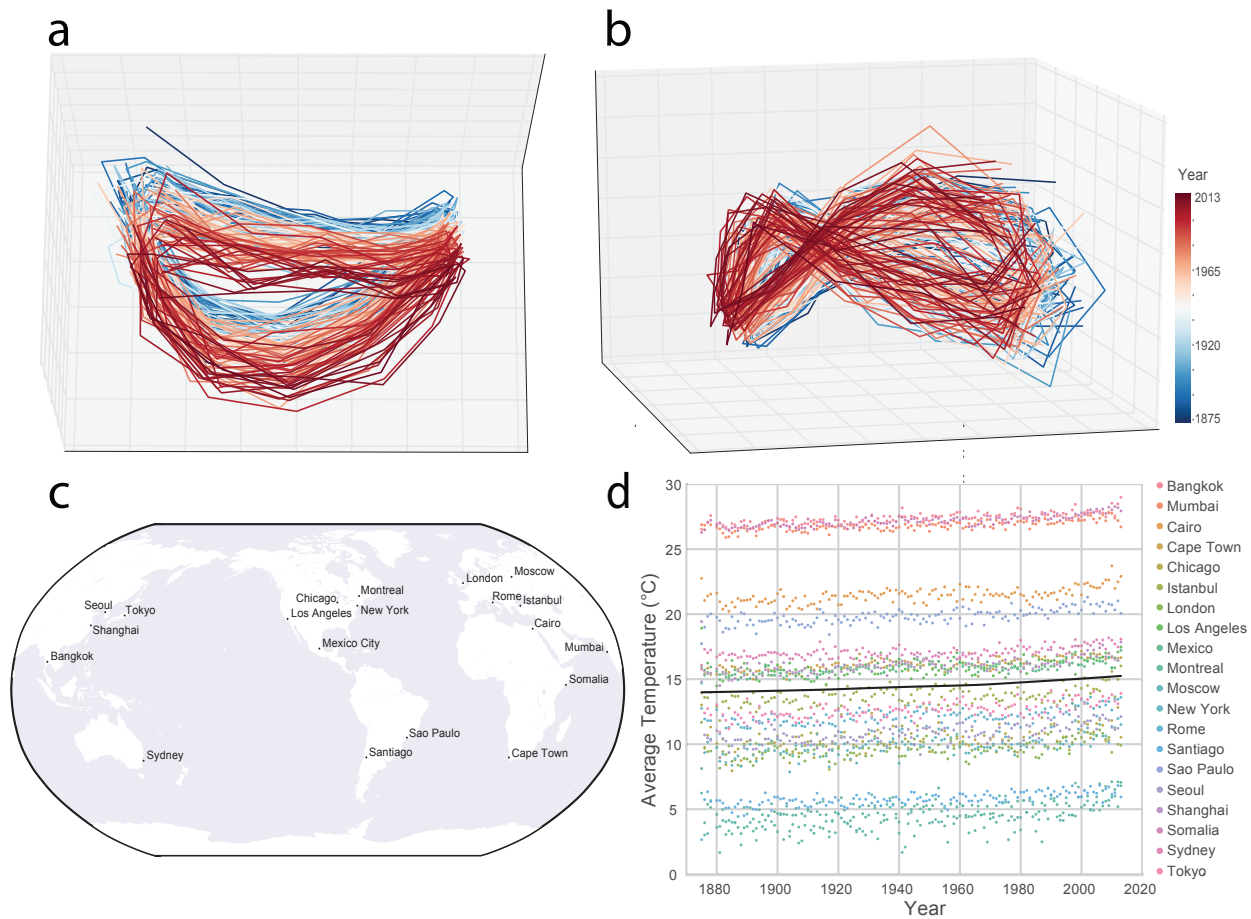 a
b
Year
2013
1965
1920
1875
c
London
Moscow
Montreal
Chicago
Rome
Istanbul
Seoul
Tokyo
Los Angeles
New York
Cairo
Shanghai
Mexico City
Mumbai
Bangkok
Somalia
Sao Paulo
Sydney
Santiago
Cape Town
d
30
25
20
15
10
5
0
Average Temperature (°C)
1880 1900 1920 1940 1960 1980 2000 2020
Year
Bangkok
Mumbai
Cairo
Cape Town
Chicago
Istanbul
London
Los Angeles
Mexico
Montreal
Moscow
New York
Rome
Santiago
Sao Paulo
Seoul
Shanghai
Somalia
Sydney
Tokyo